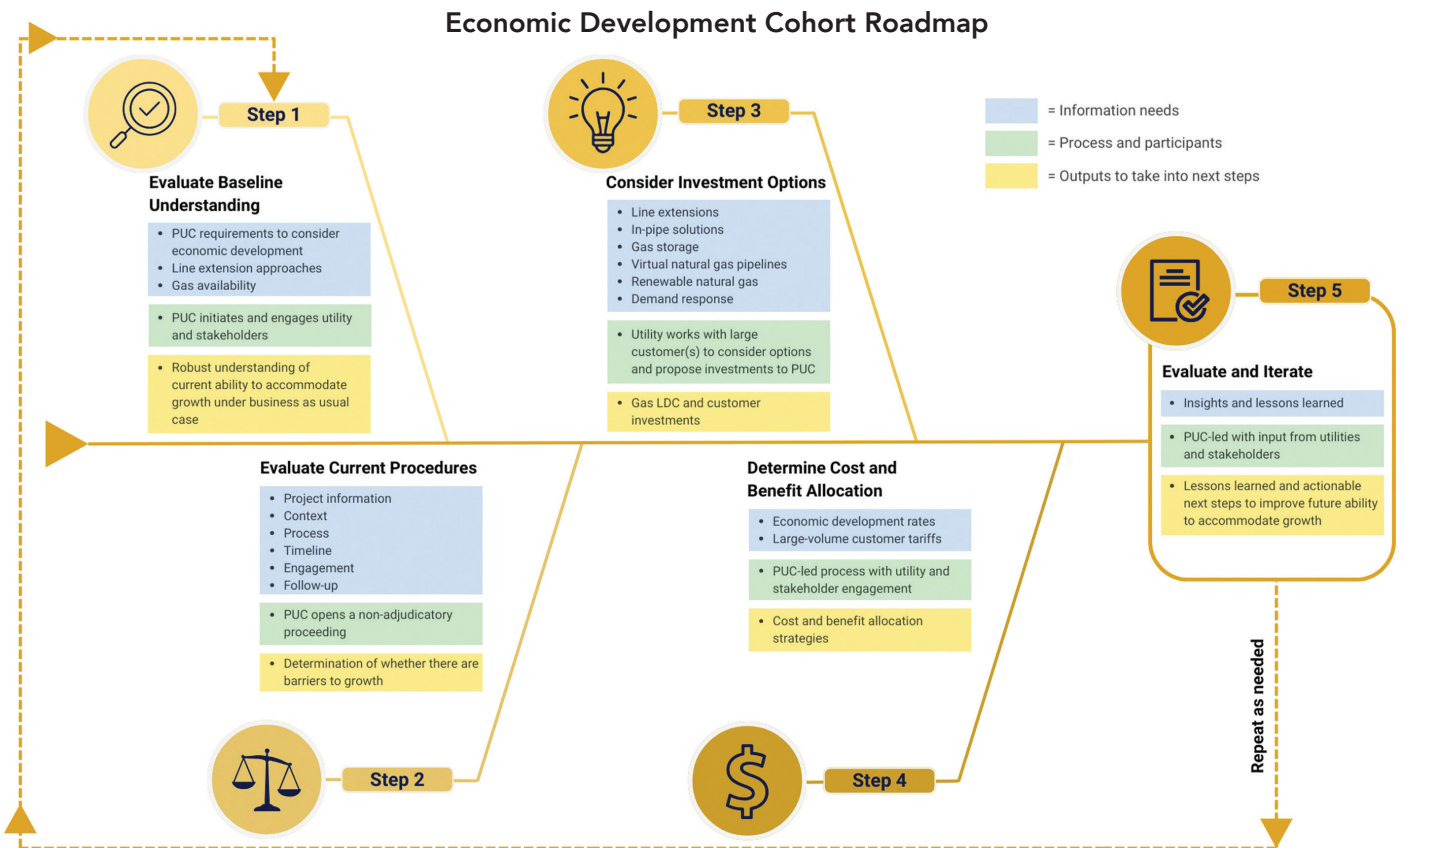 Economic Development Cohort Roadmap
Step 1
Evaluate Baseline
Understanding
• PUC requirements to consider
economic development
• Line extension approaches
• Gas availability
• PUC initiates and engages utility
and stakeholders
• Robust understanding of
current ability to accommodate
growth under business as usual
case
Step 3
Consider Investment Options
• Line extensions
• In-pipe solutions
• Gas storage
• Virtual natural gas pipelines
• Renewable natural gas
• Demand response
• Utility works with large
customer(s) to consider options
and propose investments to PUC
• Gas LDC and customer
investments
= Information needs
= Process and participants
= Outputs to take into next steps
Step 5
Evaluate and Iterate
• Insights and lessons learned
• PUC-led with input from utilities
and stakeholders
• Lessons learned and actionable
next steps to improve future ability
to accommodate growth
Evaluate Current Procedures
• Project information
• Context
• Process
• Timeline
• Engagement
• Follow-up
• PUC opens a non-adjudicatory
proceeding
• Determination of whether there are
barriers to growth
Step 2
Determine Cost and
Benefit Allocation
• Economic development rates
• Large-volume customer tariffs
• PUC-led process with utility and
stakeholder engagement
• Cost and benefit allocation
strategies
$
Step 4
Repeat as needed